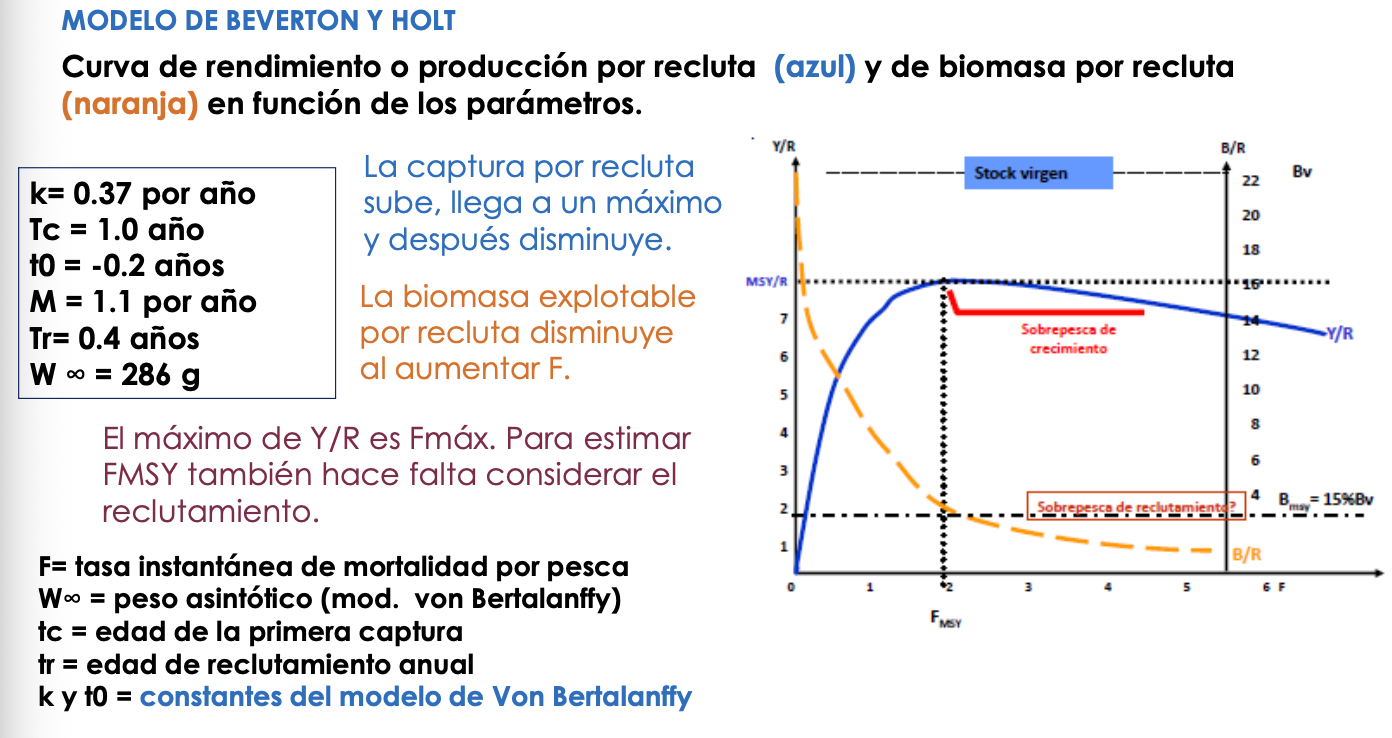 MODELO DE BEVERTON Y HOLT
Curva de rendimiento o producción por recluta (azul) y de biomasa por recluta
(naranja) en función de los parámetros.
k= 0.37 por año
Tc = 1.0 año
t0 = -0.2 años
M = 1.1 por año
Tr= 0.4 años
W ∞ = 286 g
La captura por recluta
sube, llega a un máximo
y después disminuye.
La biomasa explotable
por recluta disminuye
al aumentar F.
El máximo de Y/R es Fmáx. Para estimar
FMSY también hace falta considerar el
reclutamiento.
F= tasa instantánea de mortalidad por pesca
W∞ = peso asintótico (mod. von Bertalanffy)
tc = edad de la primera captura
tr = edad de reclutamiento anual
k y t0 = constantes del modelo de Von Bertalanffy
Y/R
B/R
Stock virgen
22
Bv
20
18
MSY/R
16
7
14
Sobrepesca de
crecimiento
Y/R
6
12
5
10
4
8
3
6
2
4
Sobrepesca de reclutamiento?
Bmsy= 15%Bv
1
B/R
0 1 2 3 4 5 6 F
FMSY